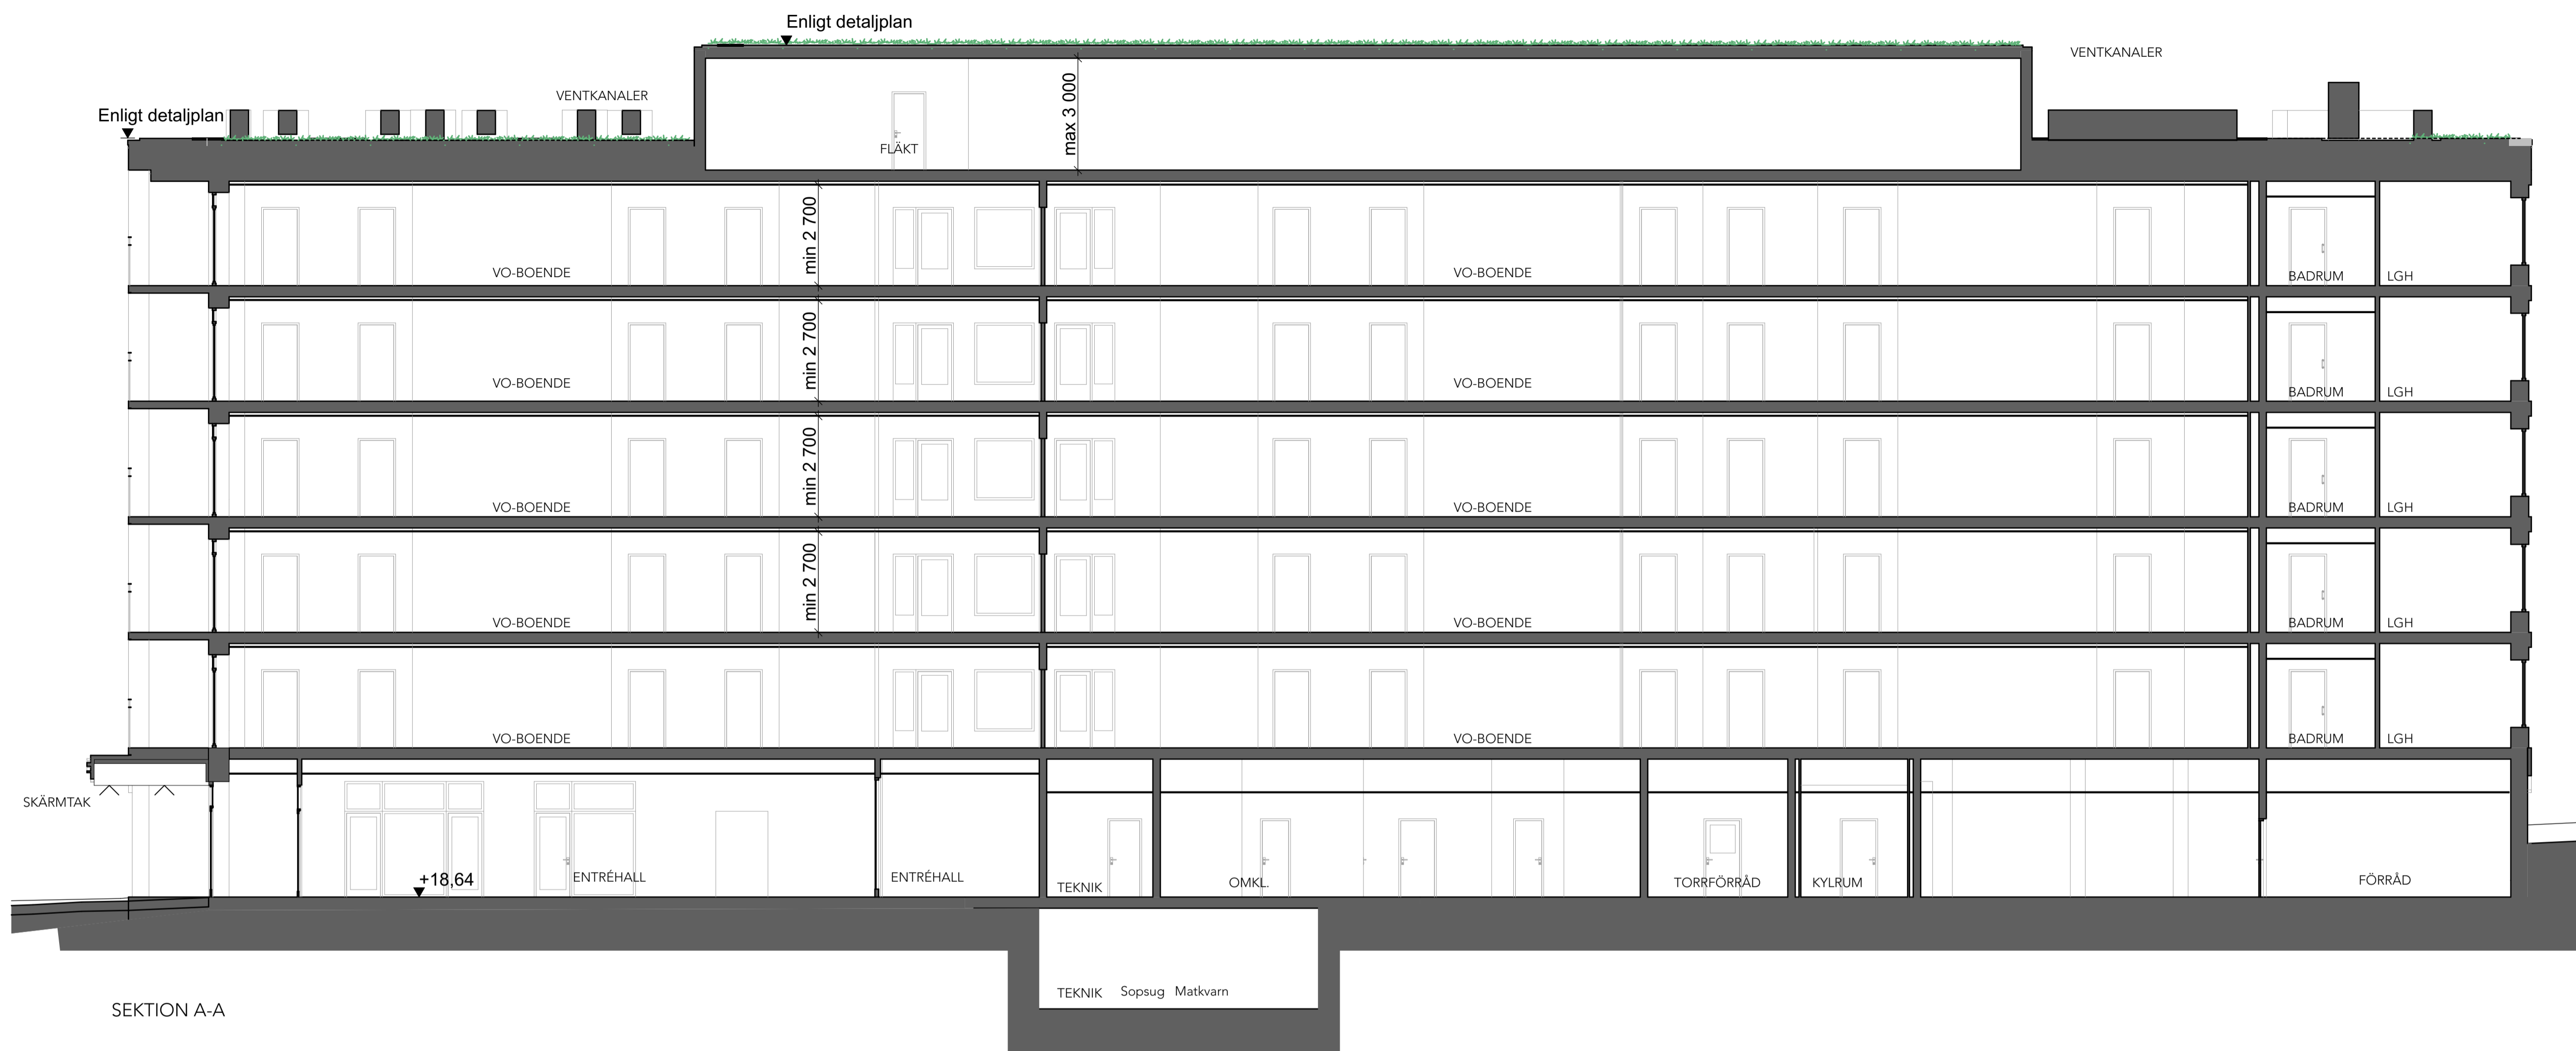 Enligt detaljplan
VENTKANALER
VENTKANALER
Enligt detaljplan
max 3 000
FLÄKT
min 2 700
VO-BOENDE
VO-BOENDE
BADRUM
LGH
min 2 700
VO-BOENDE
VO-BOENDE
BADRUM
LGH
min 2 700
VO-BOENDE
VO-BOENDE
BADRUM
LGH
min 2 700
VO-BOENDE
VO-BOENDE
BADRUM
LGH
VO-BOENDE
VO-BOENDE
BADRUM
LGH
SKÄRMTAK
+18,64
ENTRÉHALL
ENTRÉHALL
TEKNIK
OMKL.
TORRFÖRRÅD
KYLRUM
FÖRRÅD
TEKNIK
Sopsug
Matkvarn
SEKTION A-A